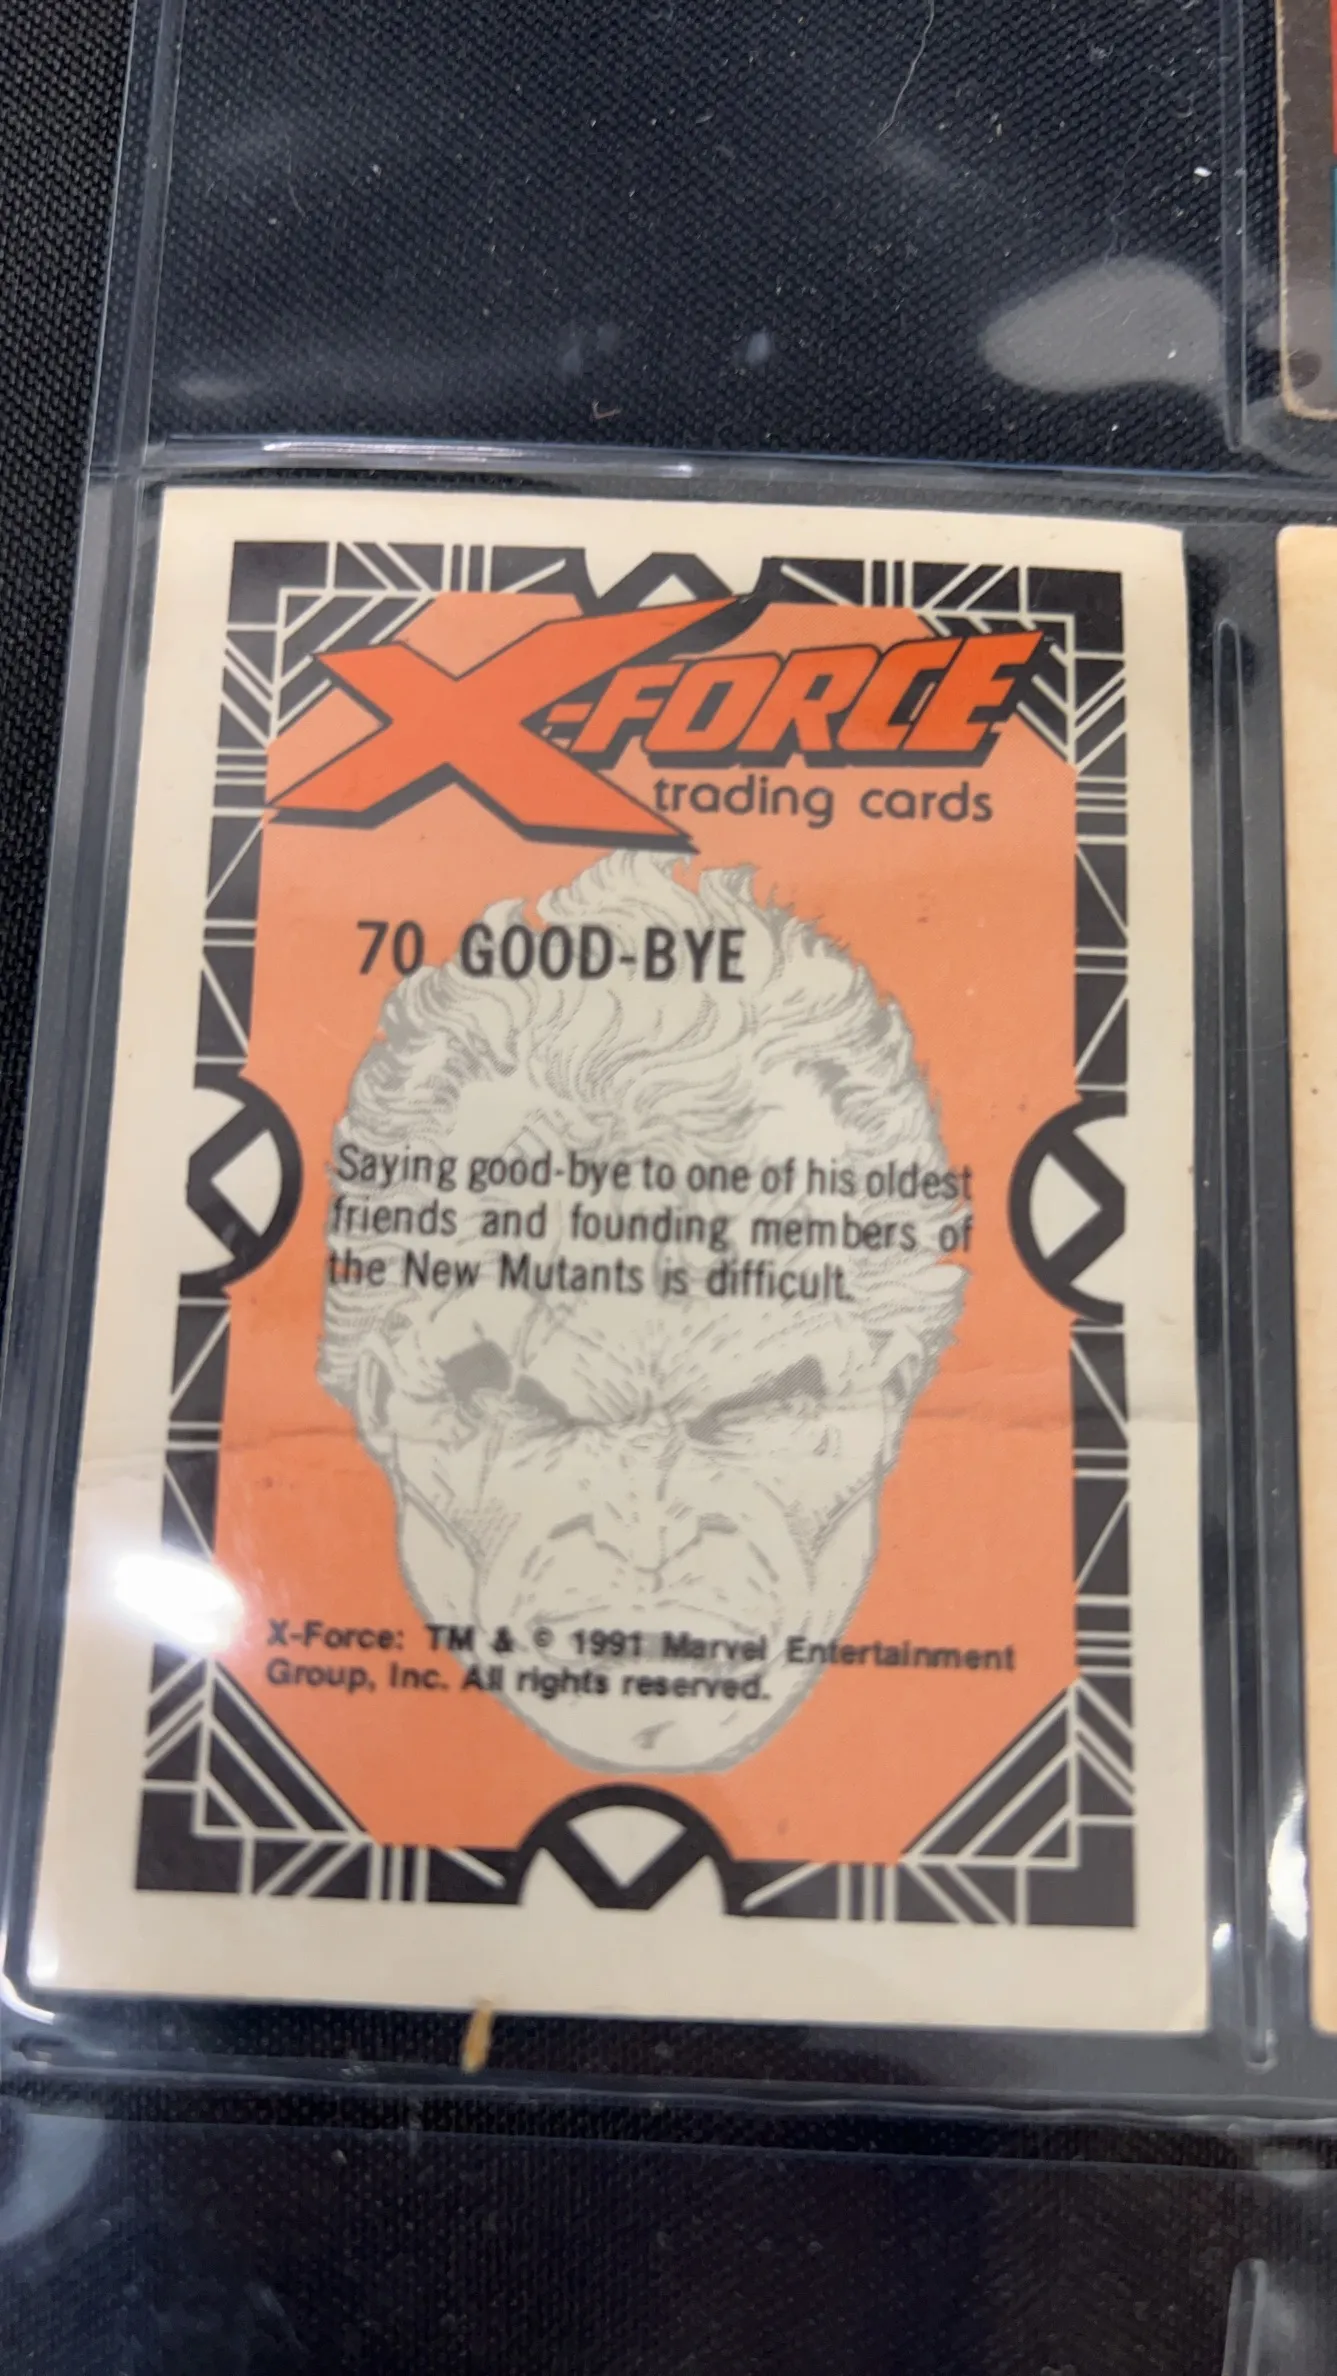 X-FORCE
trading cards
70 GOOD-BYE
Saying good-bye to one of his oldest
friends and founding members of
the New Mutants is difficult.
X-Force: TM & © 1991 Marvel Entertainment
Group, Inc. All rights reserved.